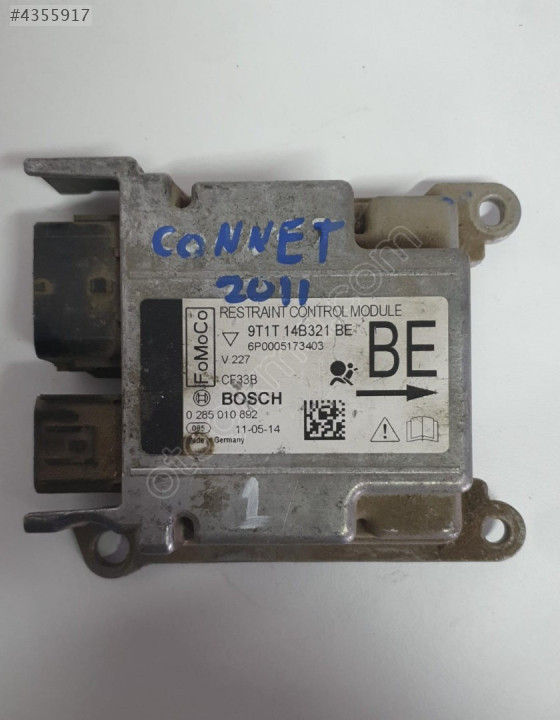 #4355917
CONNET
2011
FoMoCo
RESTRAINT CONTROL MODULE
9T1T 14B321 BE
6P0005173403
V 227
CF33B
BOSCH
0 285 010 892
085
11-05-14
Made in Germany
BE
1